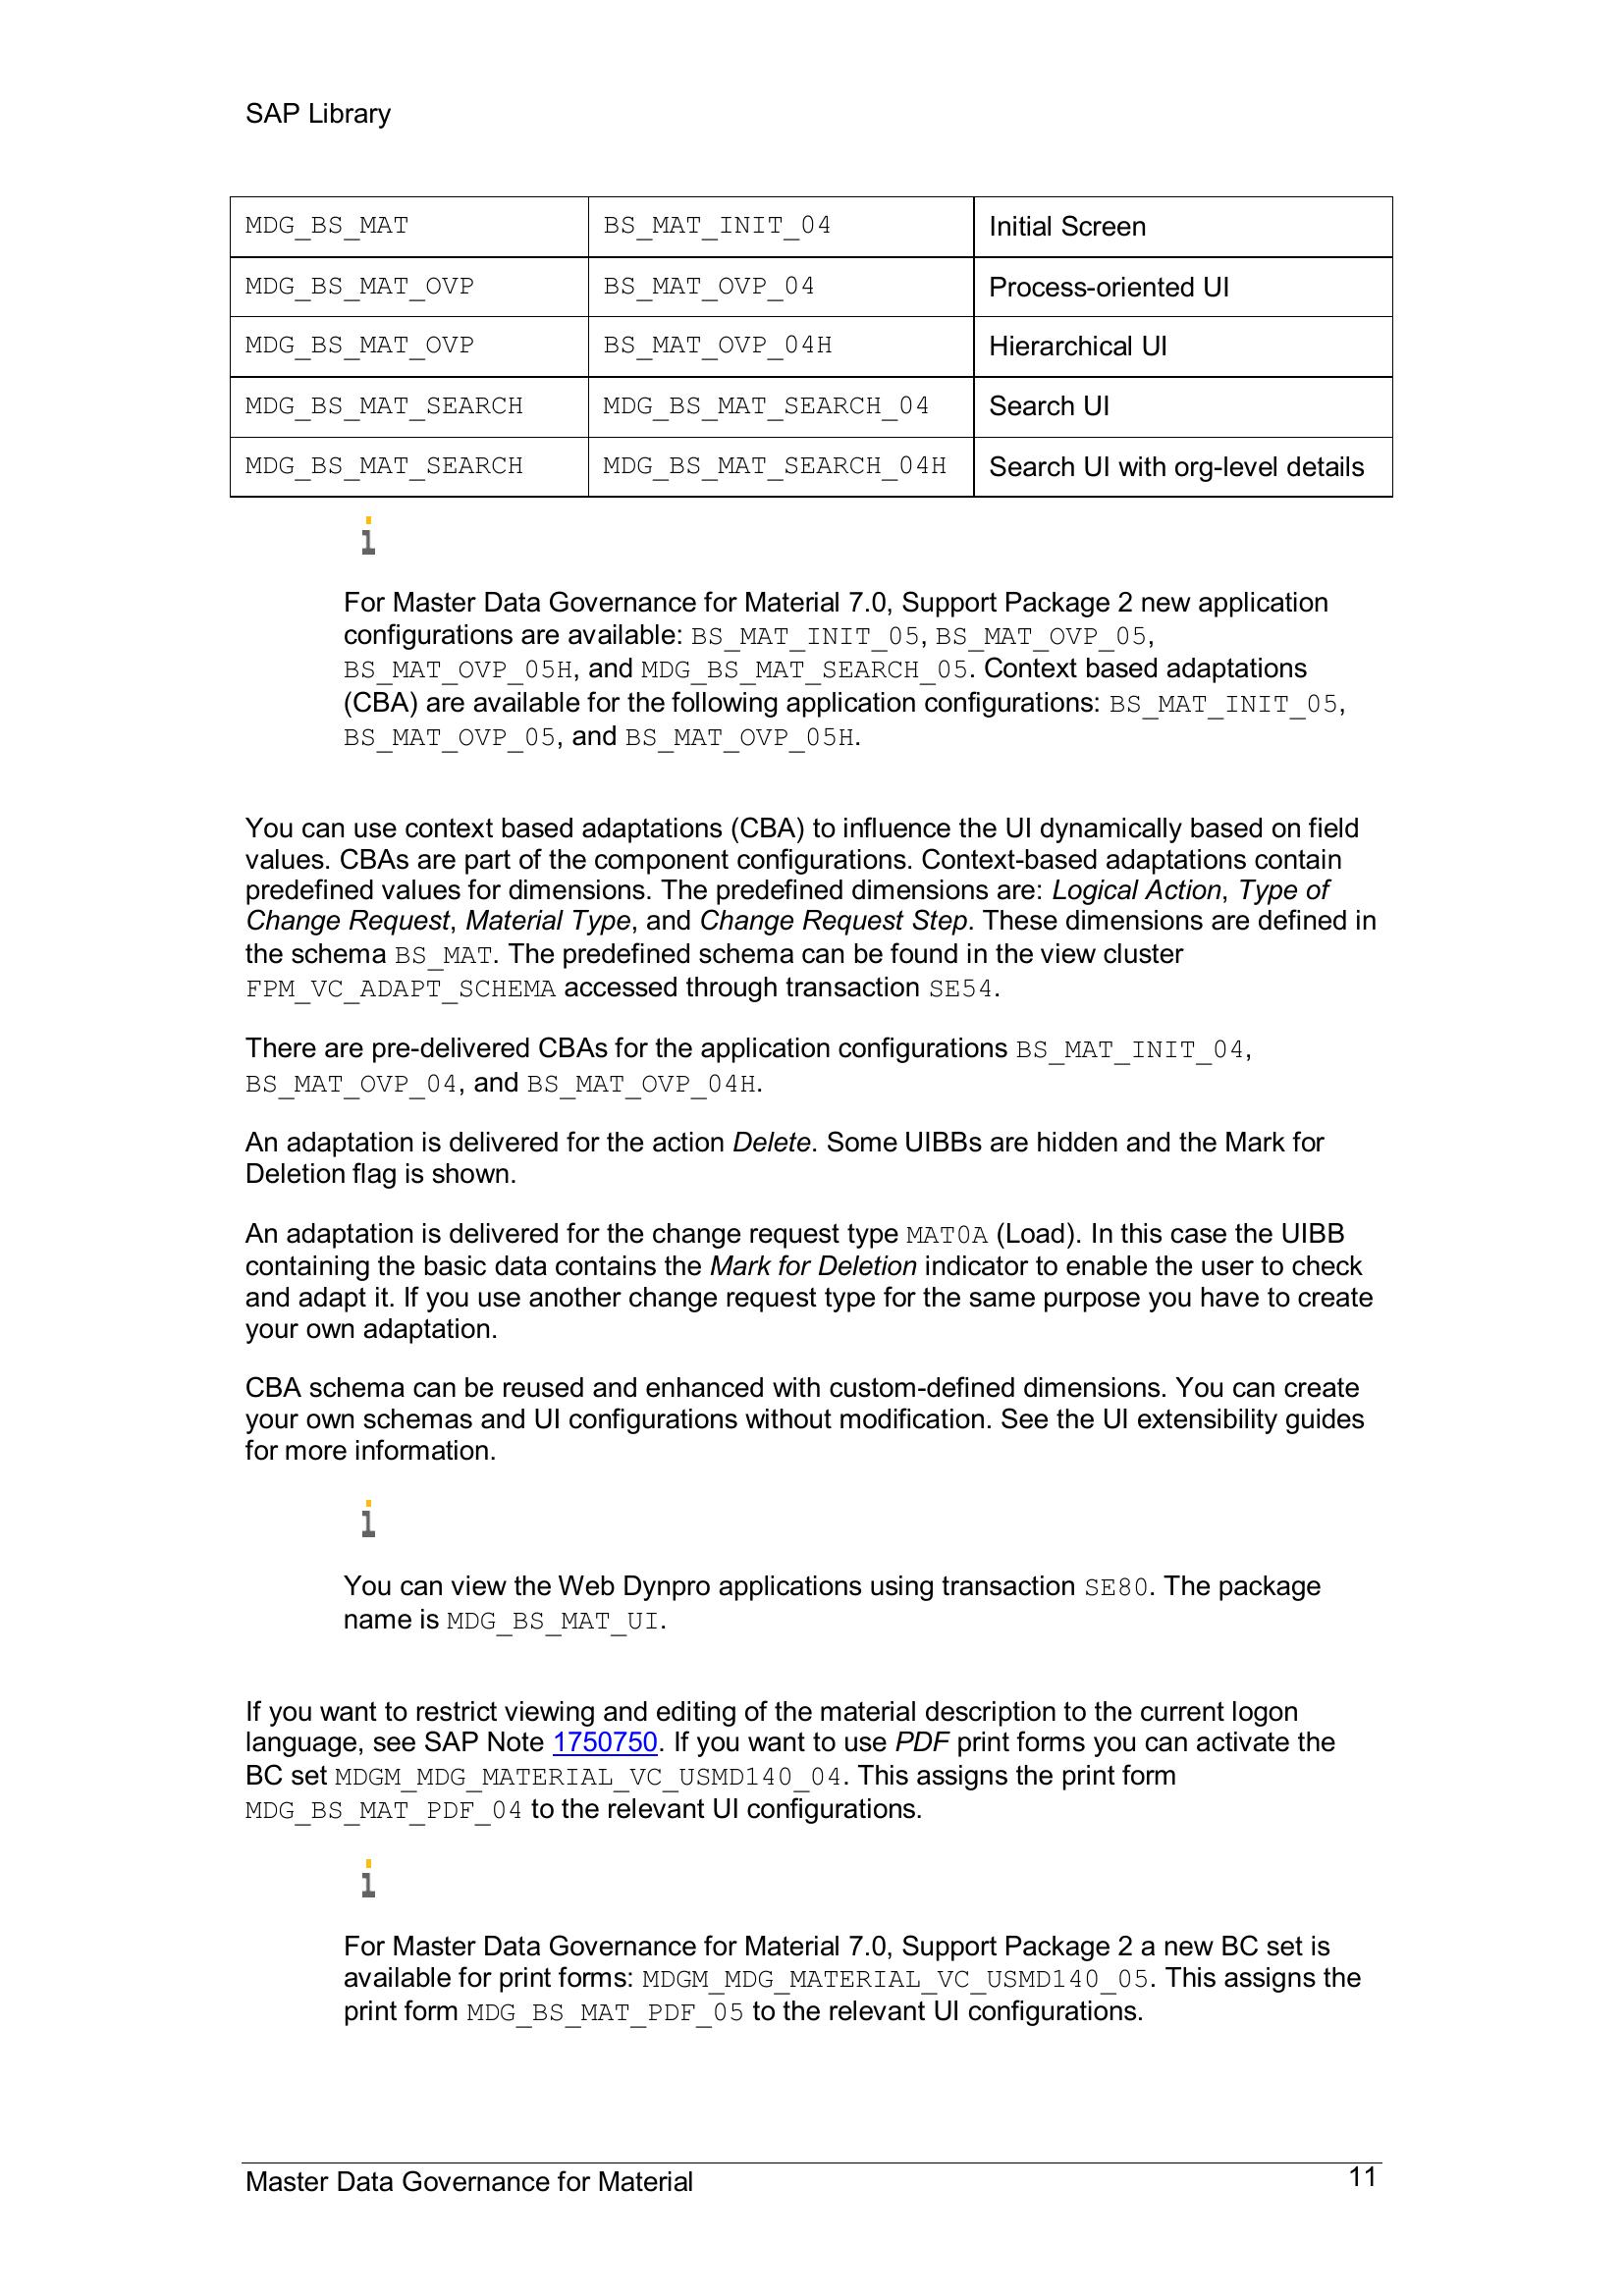 SAP Library
MDG_BS_MAT BS_MAT_INIT_04 Initial Screen
MDG_BS_MAT_OVP BS_MAT_OVP_04 Process-oriented UI
MDG_BS_MAT_OVP BS_MAT_OVP_04H Hierarchical UI
MDG_BS_MAT_SEARCH MDG_BS_MAT_SEARCH_04 Search UI
MDG_BS_MAT_SEARCH MDG_BS_MAT_SEARCH_04H Search UI with org-level details
i
For Master Data Governance for Material 7.0, Support Package 2 new application
configurations are available: BS_MAT_INIT_05, BS_MAT_OVP_05,
BS_MAT_OVP_05H, and MDG_BS_MAT_SEARCH_05. Context based adaptations
(CBA) are available for the following application configurations: BS_MAT_INIT_05,
BS_MAT_OVP_05, and BS_MAT_OVP_05H.
You can use context based adaptations (CBA) to influence the UI dynamically based on field
values. CBAs are part of the component configurations. Context-based adaptations contain
predefined values for dimensions. The predefined dimensions are: Logical Action, Type of
Change Request, Material Type, and Change Request Step. These dimensions are defined in
the schema BS_MAT. The predefined schema can be found in the view cluster
FPM_VC_ADAPT_SCHEMA accessed through transaction SE54.
There are pre-delivered CBAs for the application configurations BS_MAT_INIT_04,
BS_MAT_OVP_04, and BS_MAT_OVP_04H.
An adaptation is delivered for the action Delete. Some UIBBs are hidden and the Mark for
Deletion flag is shown.
An adaptation is delivered for the change request type MAT0A (Load). In this case the UIBB
containing the basic data contains the Mark for Deletion indicator to enable the user to check
and adapt it. If you use another change request type for the same purpose you have to create
your own adaptation.
CBA schema can be reused and enhanced with custom-defined dimensions. You can create
your own schemas and UI configurations without modification. See the UI extensibility guides
for more information.
i
You can view the Web Dynpro applications using transaction SE80. The package
name is MDG_BS_MAT_UI.
If you want to restrict viewing and editing of the material description to the current logon
language, see SAP Note 1750750. If you want to use PDF print forms you can activate the
BC set MDGM_MDG_MATERIAL_VC_USMD140_04. This assigns the print form
MDG_BS_MAT_PDF_04 to the relevant UI configurations.
i
For Master Data Governance for Material 7.0, Support Package 2 a new BC set is
available for print forms: MDGM_MDG_MATERIAL_VC_USMD140_05. This assigns the
print form MDG_BS_MAT_PDF_05 to the relevant UI configurations.
Master Data Governance for Material 11